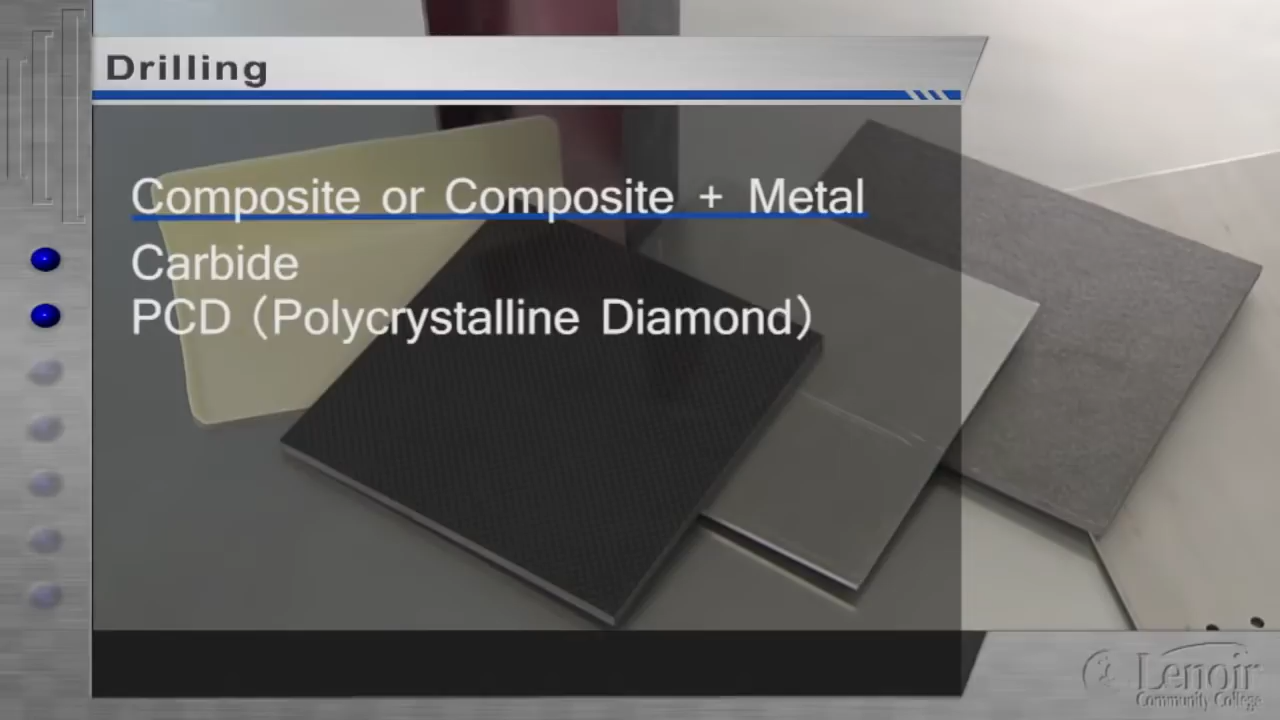 Drilling
Composite or Composite + Metal
Carbide
PCD (Polycrystalline Diamond)
Lenoir
Community College